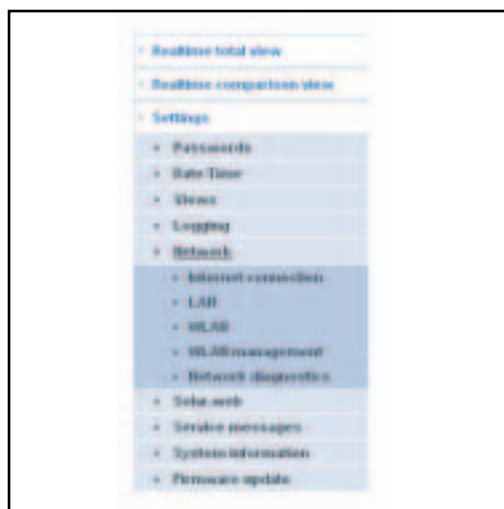 Realtime total view
Realtime comparison view
Settings
Passwords
Date/Time
Views
Logging
Network
Internet connection
LAN
WLAN
WLAN management
Network diagnostics
Solar.web
Service messages
System information
Firmware update